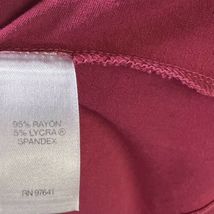 95% RAYON
5% LYCRA ®
SPANDEX
RN 97641